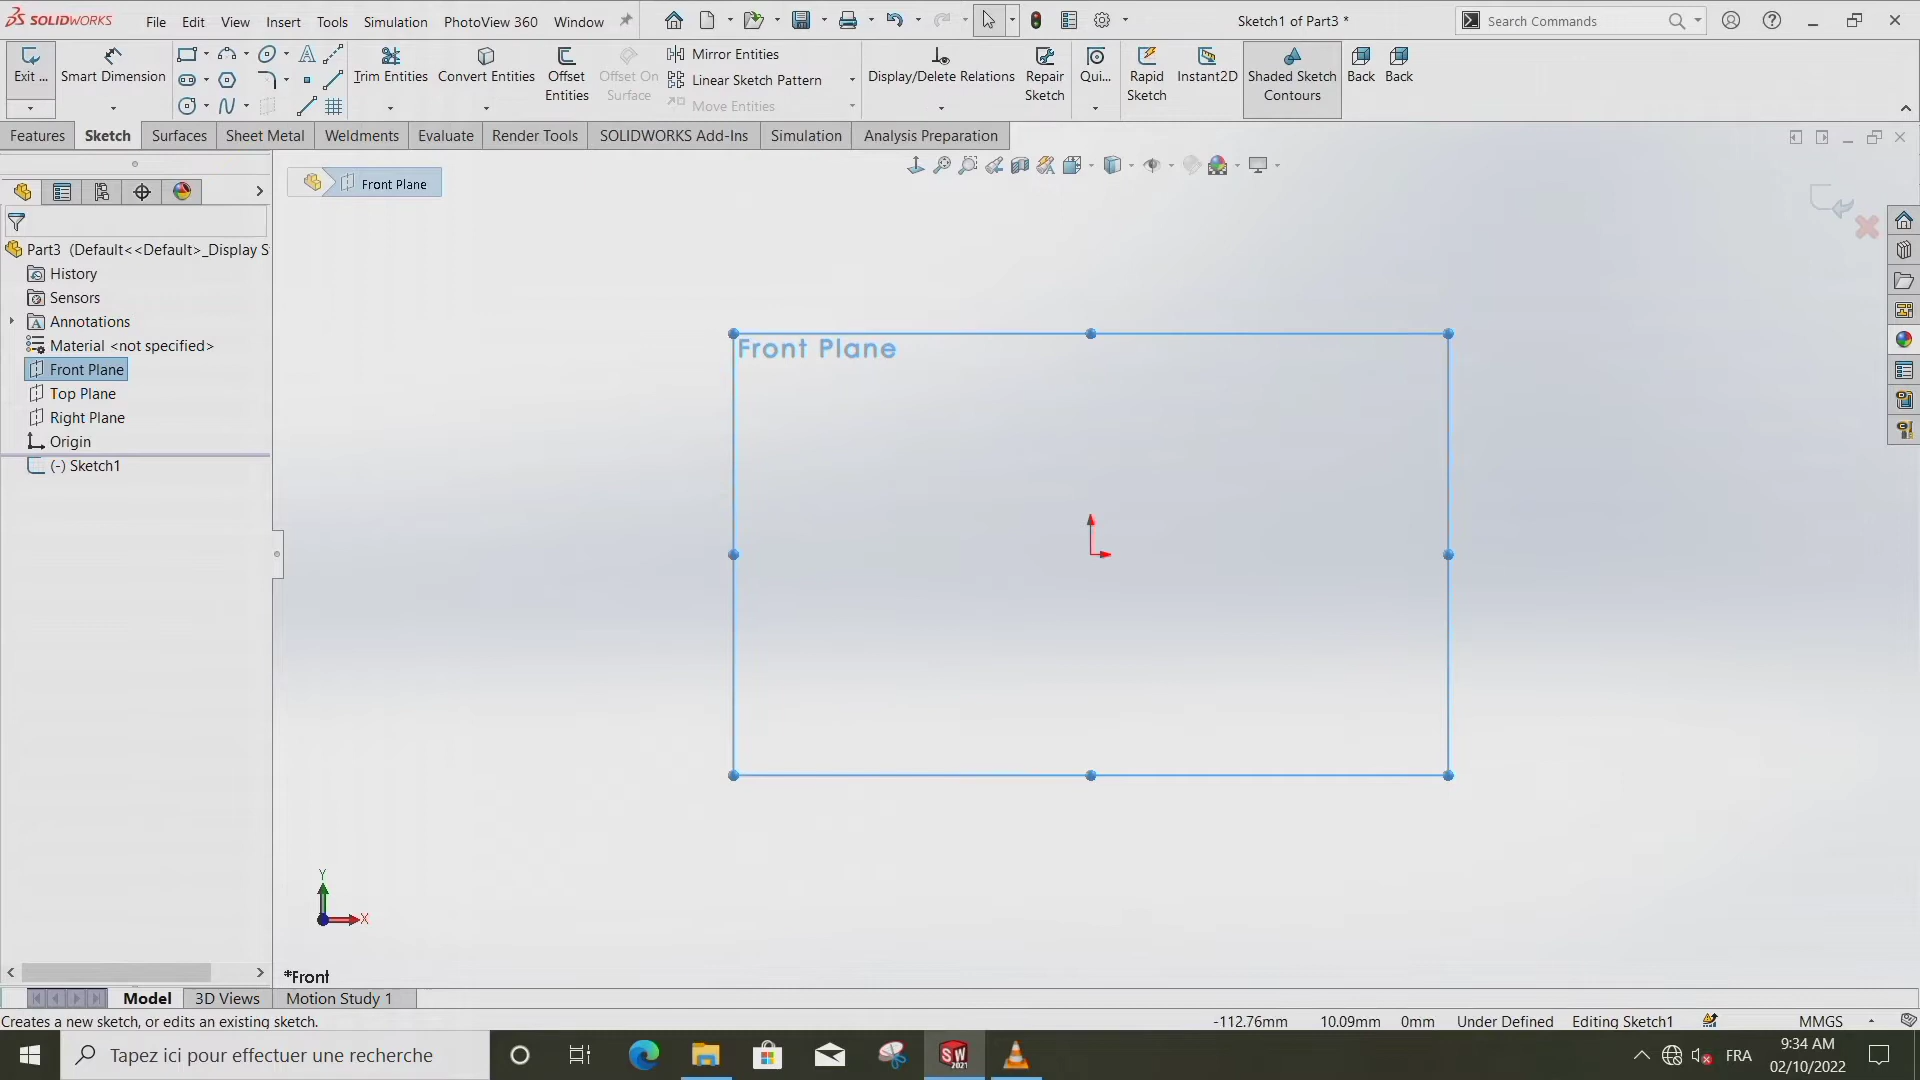 SOLIDWORKS File Edit View Insert Tools Simulation PhotoView 360 Window Sketch1 of Part3 * Search Commands
Exit ... Smart Dimension Trim Entities Convert Entities Offset Entities Offset On Surface Mirror Entities Linear Sketch Pattern Move Entities Display/Delete Relations Repair Sketch Qui... Rapid Sketch Instant2D Shaded Sketch Contours Back Back
Features Sketch Surfaces Sheet Metal Weldments Evaluate Render Tools SOLIDWORKS Add-Ins Simulation Analysis Preparation
Front Plane
Part3 (Default<<Default>_Display S
History
Sensors
Annotations
Material <not specified>
Front Plane
Top Plane
Right Plane
Origin
(-) Sketch1
Front Plane
Y
X
*Front
Model 3D Views Motion Study 1
Creates a new sketch, or edits an existing sketch. -112.76mm 10.09mm 0mm Under Defined Editing Sketch1 MMGS
Tapez ici pour effectuer une recherche SW 2021 FRA 9:34 AM
02/10/2022